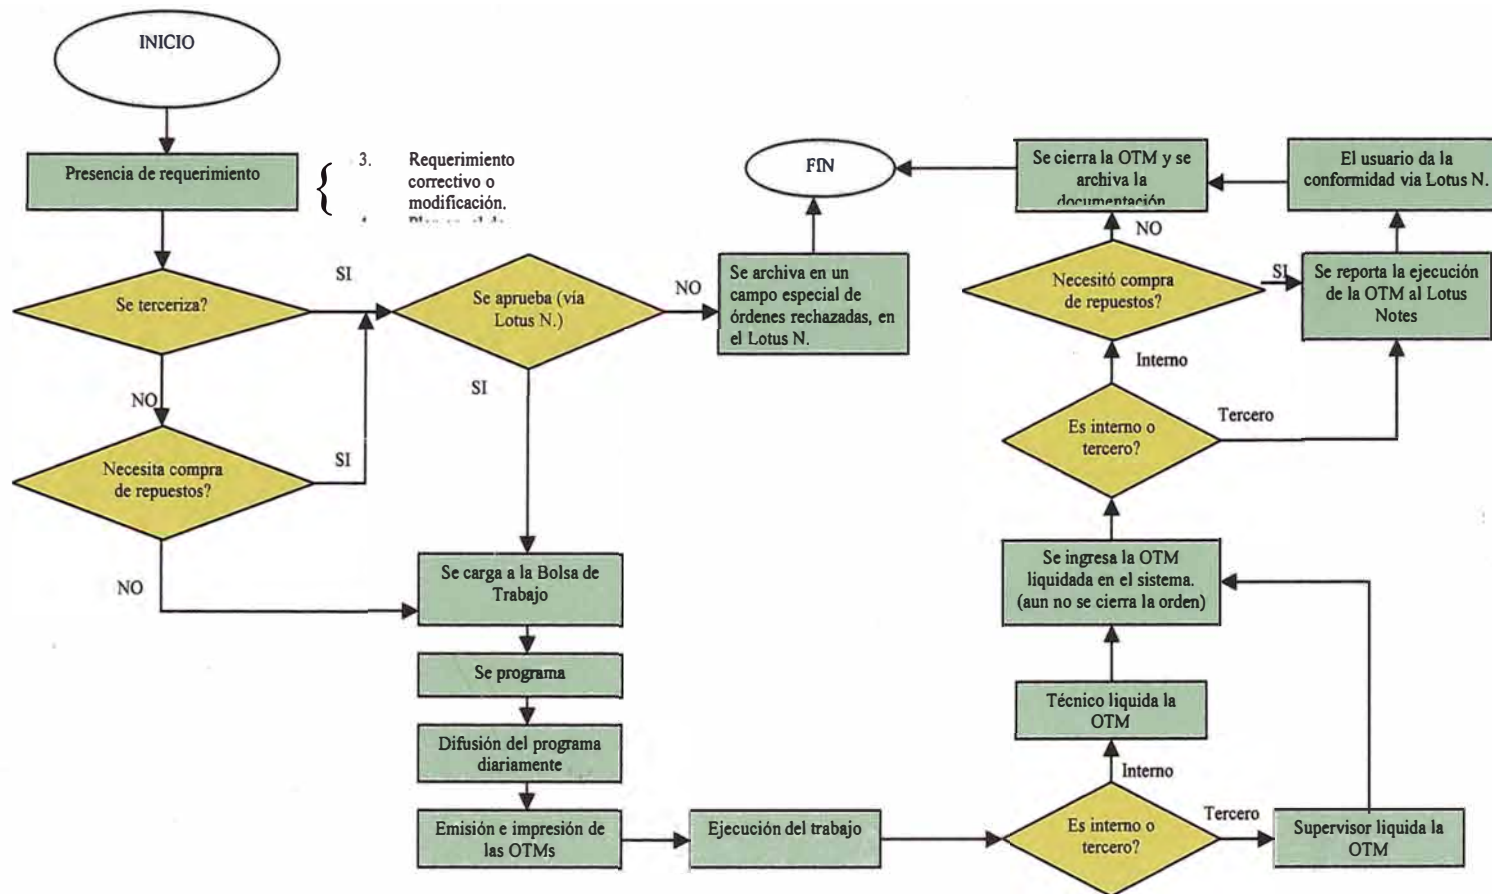 INICIO
Presencia de requerimiento
3. Requerimiento
correctivo o
modificación.
Se terceriza?
SI
NO
Necesita compra
de repuestos?
SI
NO
Se aprueba (vía
Lotus N.)
NO
SI
Se archiva en un
campo especial de
órdenes rechazadas, en
el Lotus N.
FIN
Se carga a la Bolsa de
Trabajo
Se programa
Difusión del programa
diariamente
Emisión e impresión de
las OTMs
Ejecución del trabajo
Es interno o
tercero?
Interno
Tercero
Técnico liquida la
OTM
Supervisor liquida la
OTM
Se ingresa la OTM
liquidada en el sistema.
(aun no se cierra la orden)
Es interno o
tercero?
Interno
Tercero
Necesitó compra
de repuestos?
NO
SI
Se reporta la ejecución
de la OTM al Lotus
Notes
El usuario da la
conformidad via Lotus N.
Se cierra la OTM y se
archiva la
documentación